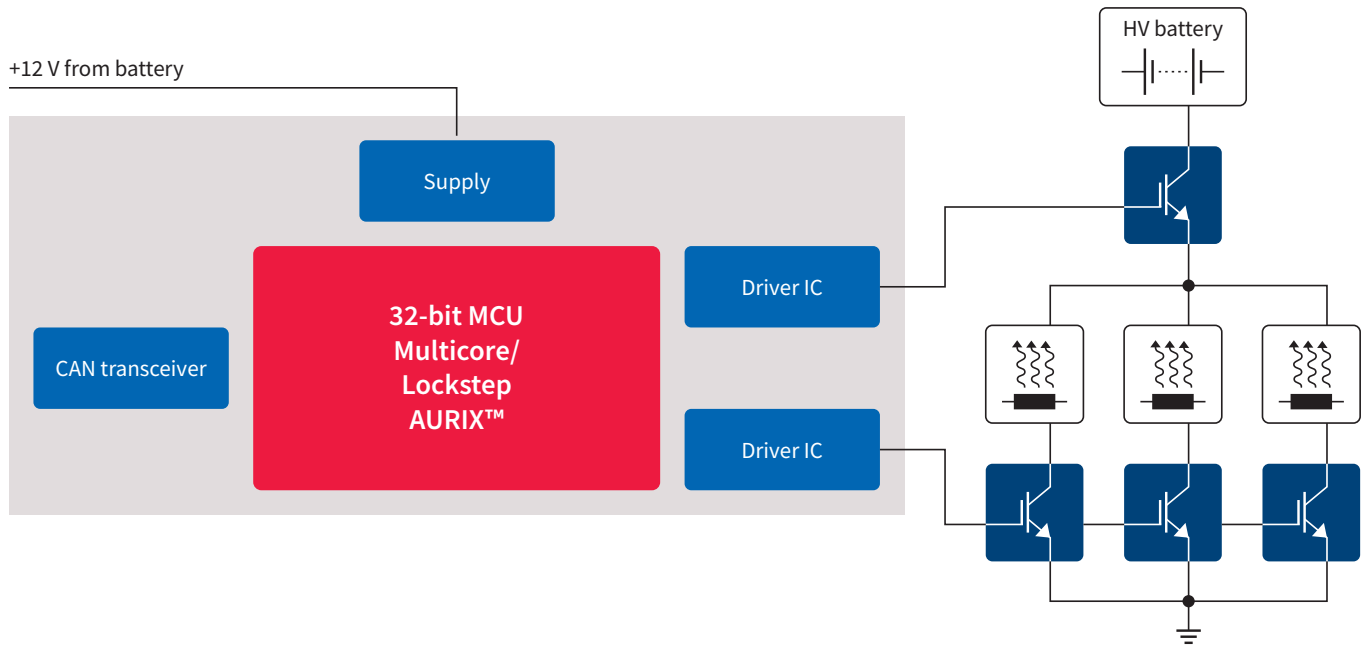 HV battery
+12 V from battery
Supply
Driver IC
32-bit MCU
Multicore/
Lockstep
AURIX™
CAN transceiver
Driver IC